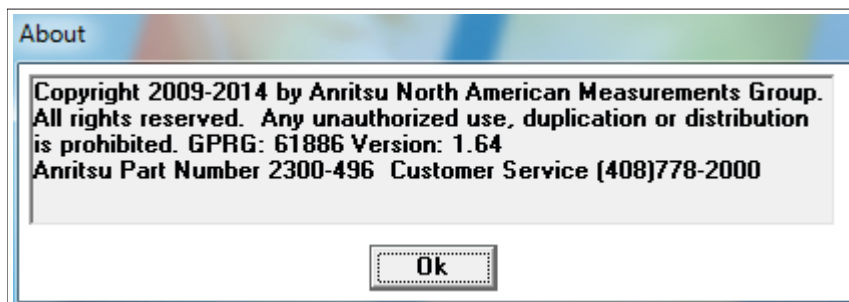 About
Copyright 2009-2014 by Anritsu North American Measurements Group.
All rights reserved.  Any unauthorized use, duplication or distribution
is prohibited. GPRG: 61886 Version: 1.64
Anritsu Part Number 2300-496  Customer Service (408)778-2000
Ok